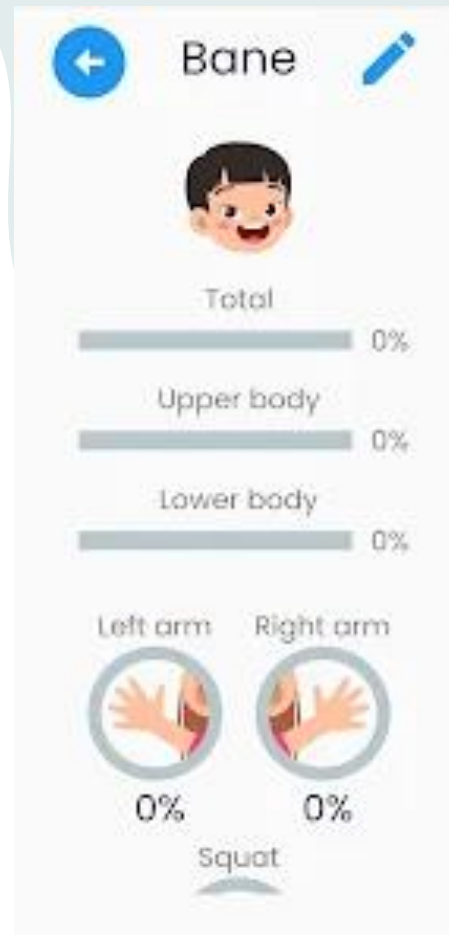 Bane
Total
0%
Upper body
0%
Lower body
0%
Left arm Right arm
0% 0%
Squat